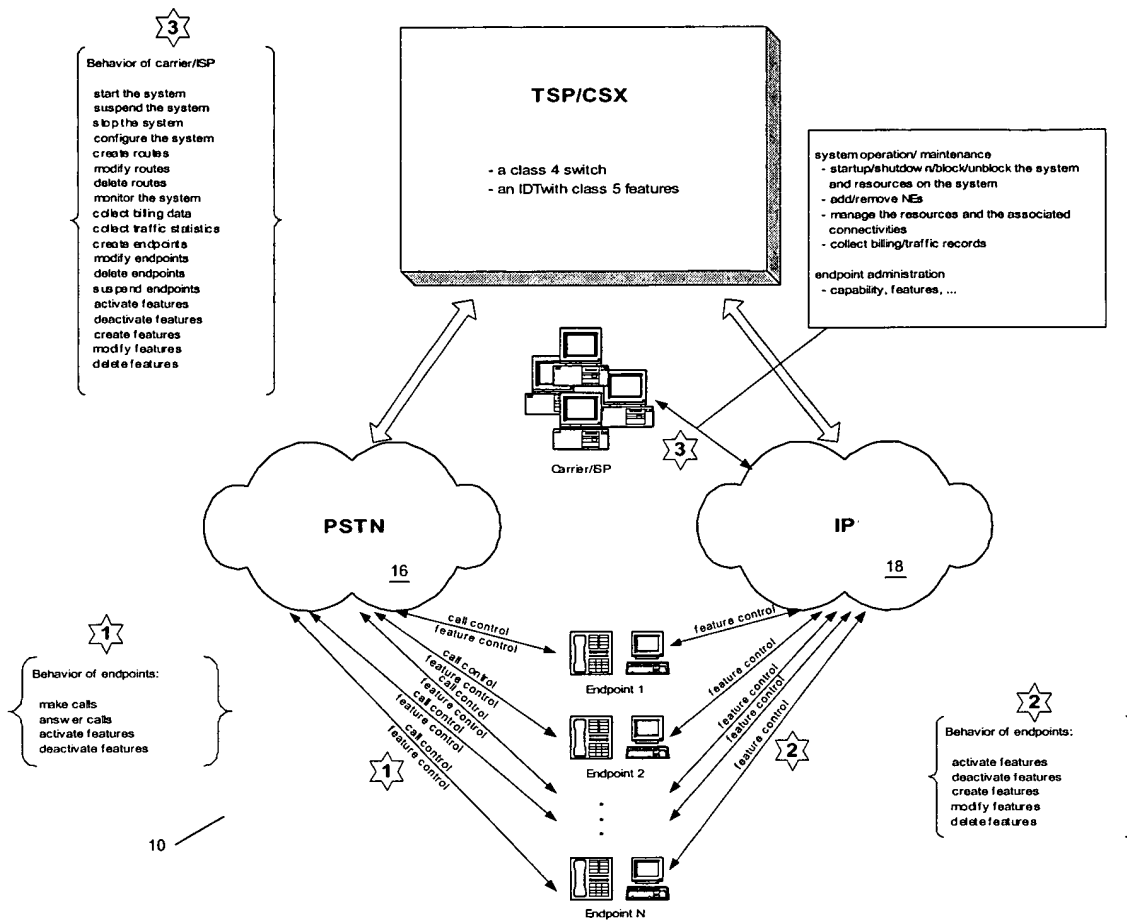 3
Behavior of carrier/ISP
start the system
suspend the system
stop the system
configure the system
create routes
modify routes
delete routes
monitor the system
collect billing data
collect traffic statistics
create endpoints
modify endpoints
delete endpoints
suspend endpoints
activate features
deactivate features
create features
modify features
delete features
TSP/CSX
- a class 4 switch
- an IDTwith class 5 features
system operation/ maintenance
- startup/shutdown/block/unblock the system
and resources on the system
- add/remove NEs
- manage the resources and the associated
connectivities
- collect billing/traffic records
endpoint administration
- capability, features, ...
Carrier/ISP
3
PSTN
16
IP
18
1
Behavior of endpoints:
make calls
answer calls
activate features
deactivate features
call control
feature control
call control
feature control
call control
feature control
call control
feature control
call control
feature control
1
feature control
feature control
feature control
feature control
feature control
2
Endpoint 1
Endpoint 2
.
.
.
Endpoint N
2
Behavior of endpoints:
activate features
deactivate features
create features
modify features
delete features
10